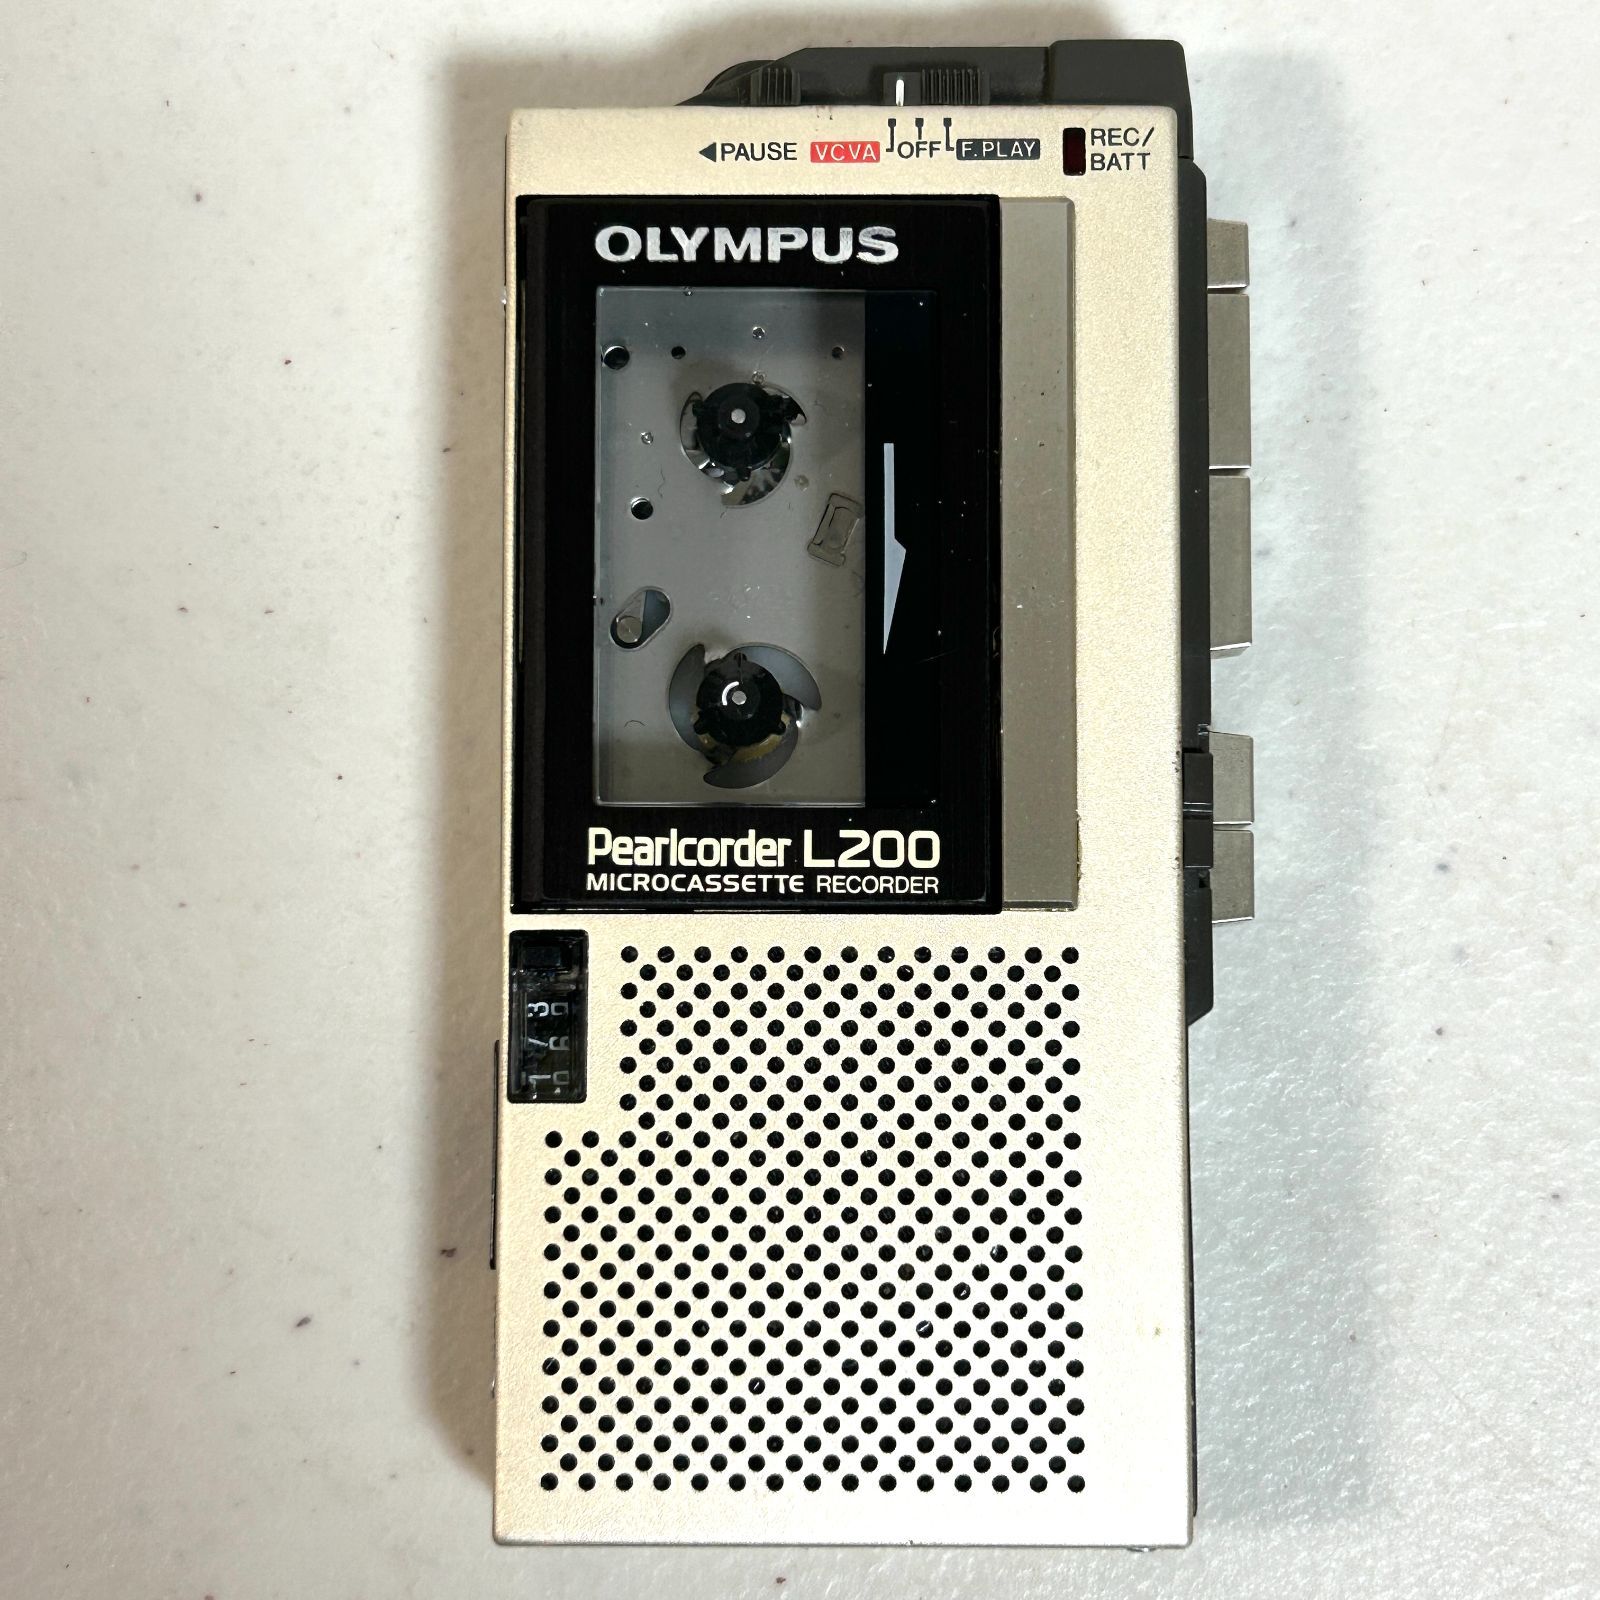 ◀PAUSE VCVA OFF F.PLAY REC/
BATT
OLYMPUS
Pearlcorder L200
MICROCASSETTE RECORDER